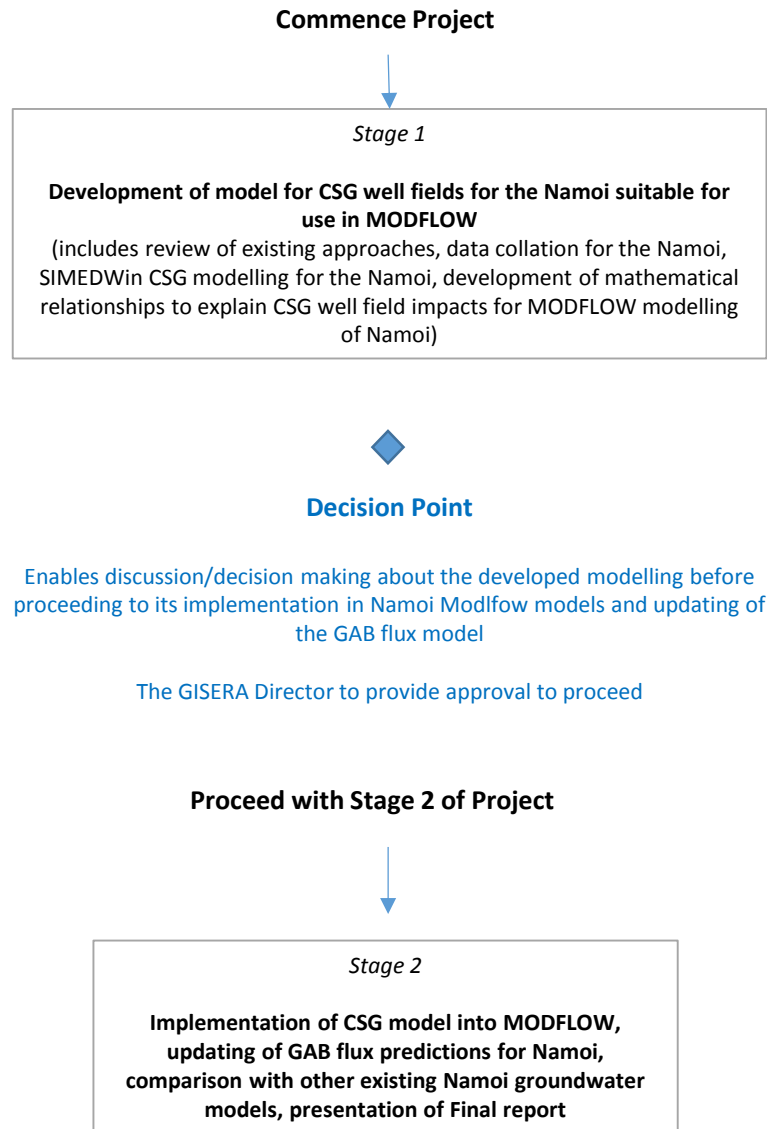 Commence Project
Stage 1
Development of model for CSG well fields for the Namoi suitable for
use in MODFLOW
(includes review of existing approaches, data collation for the Namoi,
SIMEDWin CSG modelling for the Namoi, development of mathematical
relationships to explain CSG well field impacts for MODFLOW modelling
of Namoi)
Decision Point
Enables discussion/decision making about the developed modelling before
proceeding to its implementation in Namoi Modlfow models and updating of
the GAB flux model
The GISERA Director to provide approval to proceed
Proceed with Stage 2 of Project
Stage 2
Implementation of CSG model into MODFLOW,
updating of GAB flux predictions for Namoi,
comparison with other existing Namoi groundwater
models, presentation of Final report